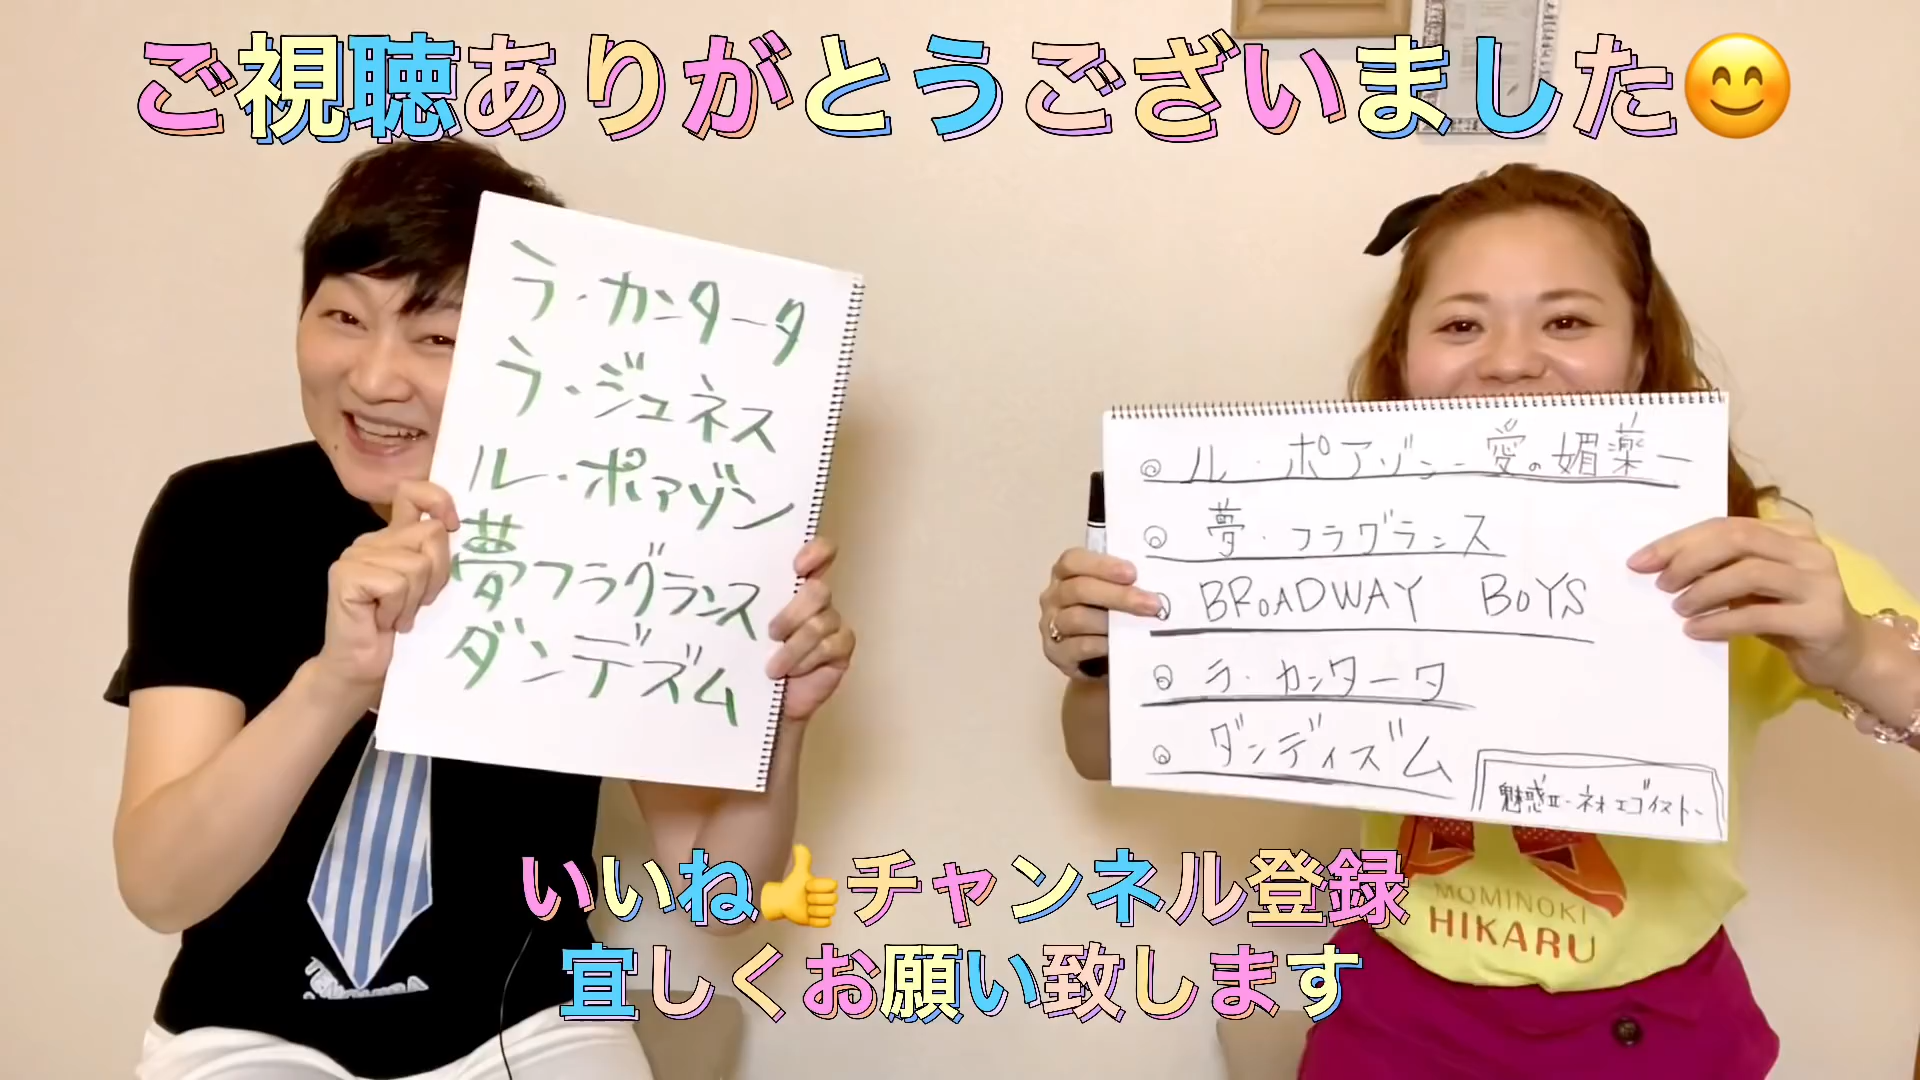 ご視聴ありがとうございました😊
ラ・カンタータ
ラ・ジュネス
ル・ポァゾン
夢フラグランス
ダンデズム
◎ ル・ポアゾン -愛の媚薬-
◎ 夢・フラグランス
◎ BROADWAY BOYS
◎ ラ・カンタータ
◎ ダンディズム
魅惑Ⅱ-ネオエゴイスト-
MOMINOKI
HIKARU
いいね👍チャンネル登録
宜しくお願い致します